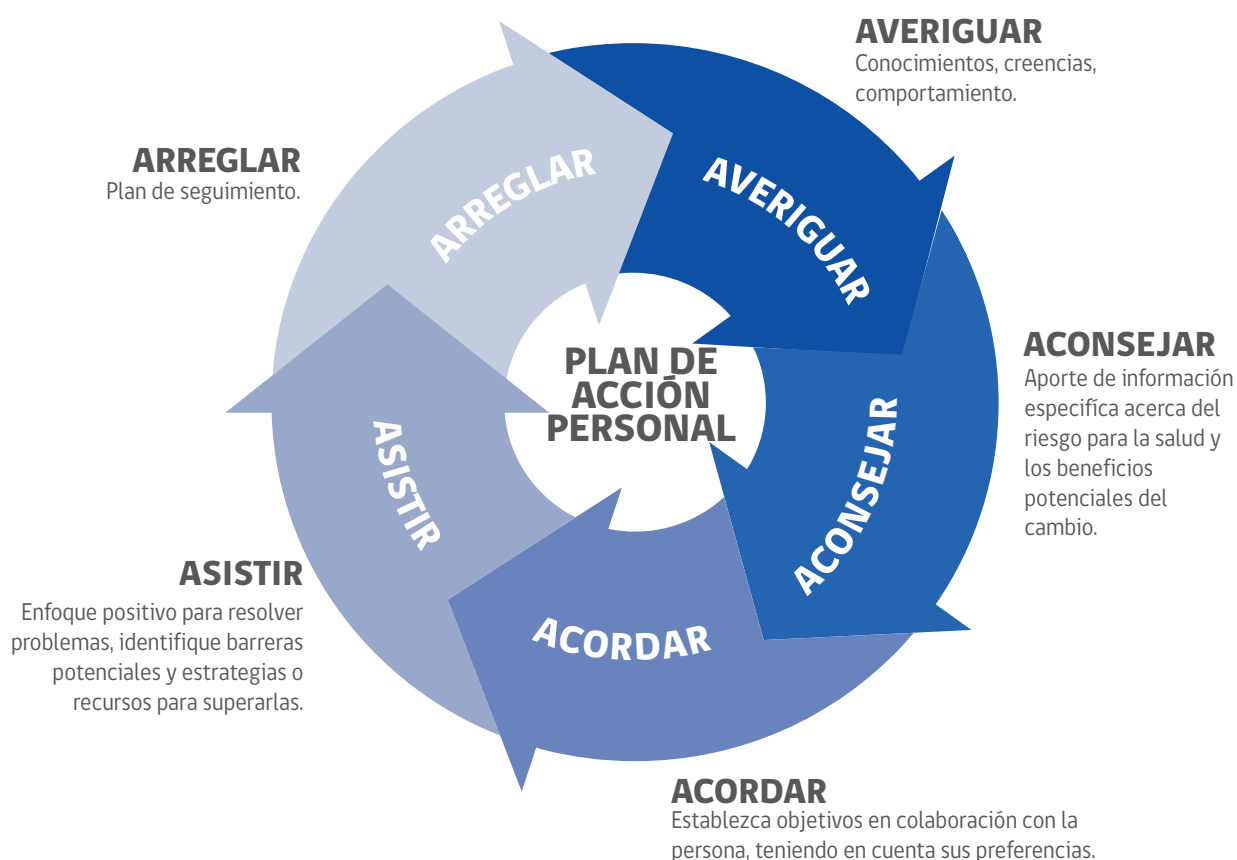 AVERIGUAR
Conocimientos, creencias,
comportamiento.
ARREGLAR
Plan de seguimiento.
ARREGLAR
AVERIGUAR
PLAN DE
ACCIÓN
PERSONAL
ACONSEJAR
Aporte de información
especifíca acerca del
riesgo para la salud y
los beneficios
potenciales del
cambio.
ACONSEJAR
ASISTIR
ASISTIR
Enfoque positivo para resolver
problemas, identifique barreras
potenciales y estrategias o
recursos para superarlas.
ACORDAR
ACORDAR
Establezca objetivos en colaboración con la
persona, teniendo en cuenta sus preferencias.